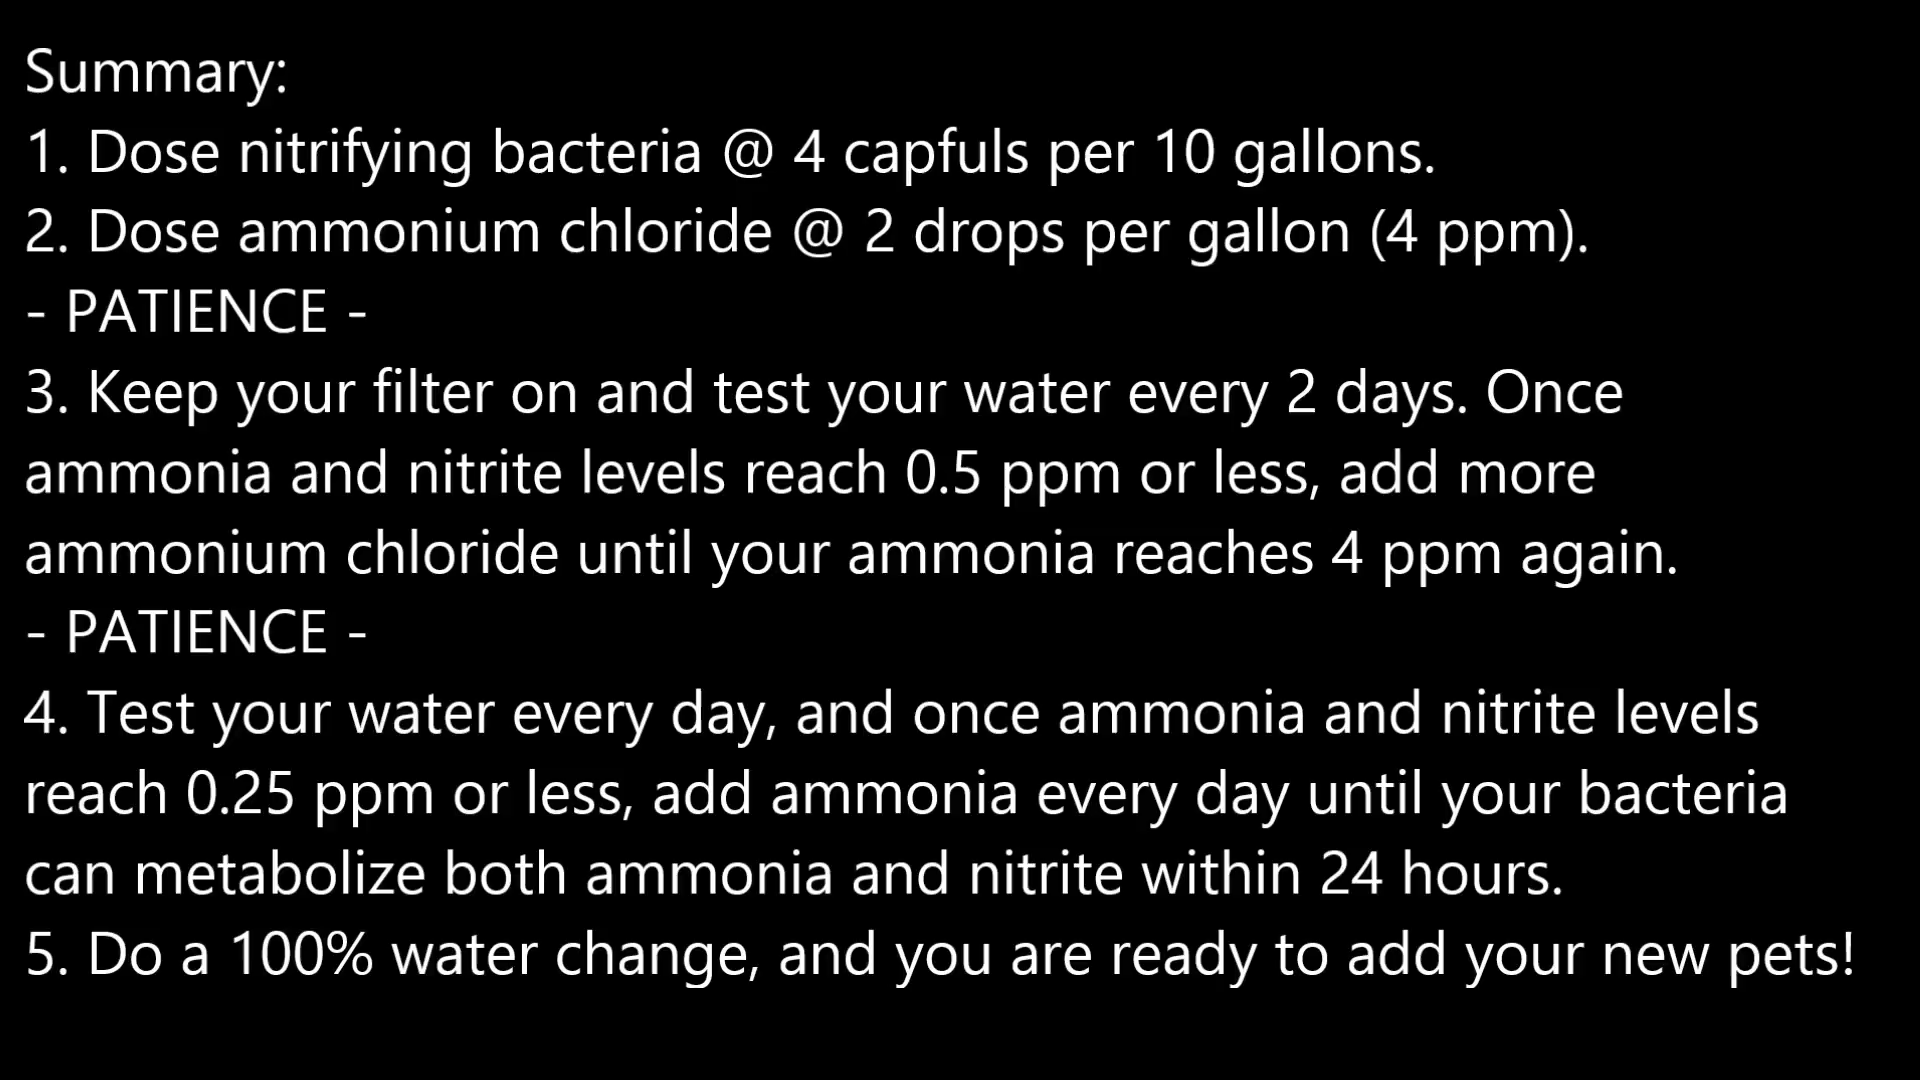 Summary:
1. Dose nitrifying bacteria @ 4 capfuls per 10 gallons.
2. Dose ammonium chloride @ 2 drops per gallon (4 ppm).
- PATIENCE -
3. Keep your filter on and test your water every 2 days. Once
ammonia and nitrite levels reach 0.5 ppm or less, add more
ammonium chloride until your ammonia reaches 4 ppm again.
- PATIENCE -
4. Test your water every day, and once ammonia and nitrite levels
reach 0.25 ppm or less, add ammonia every day until your bacteria
can metabolize both ammonia and nitrite within 24 hours.
5. Do a 100% water change, and you are ready to add your new pets!